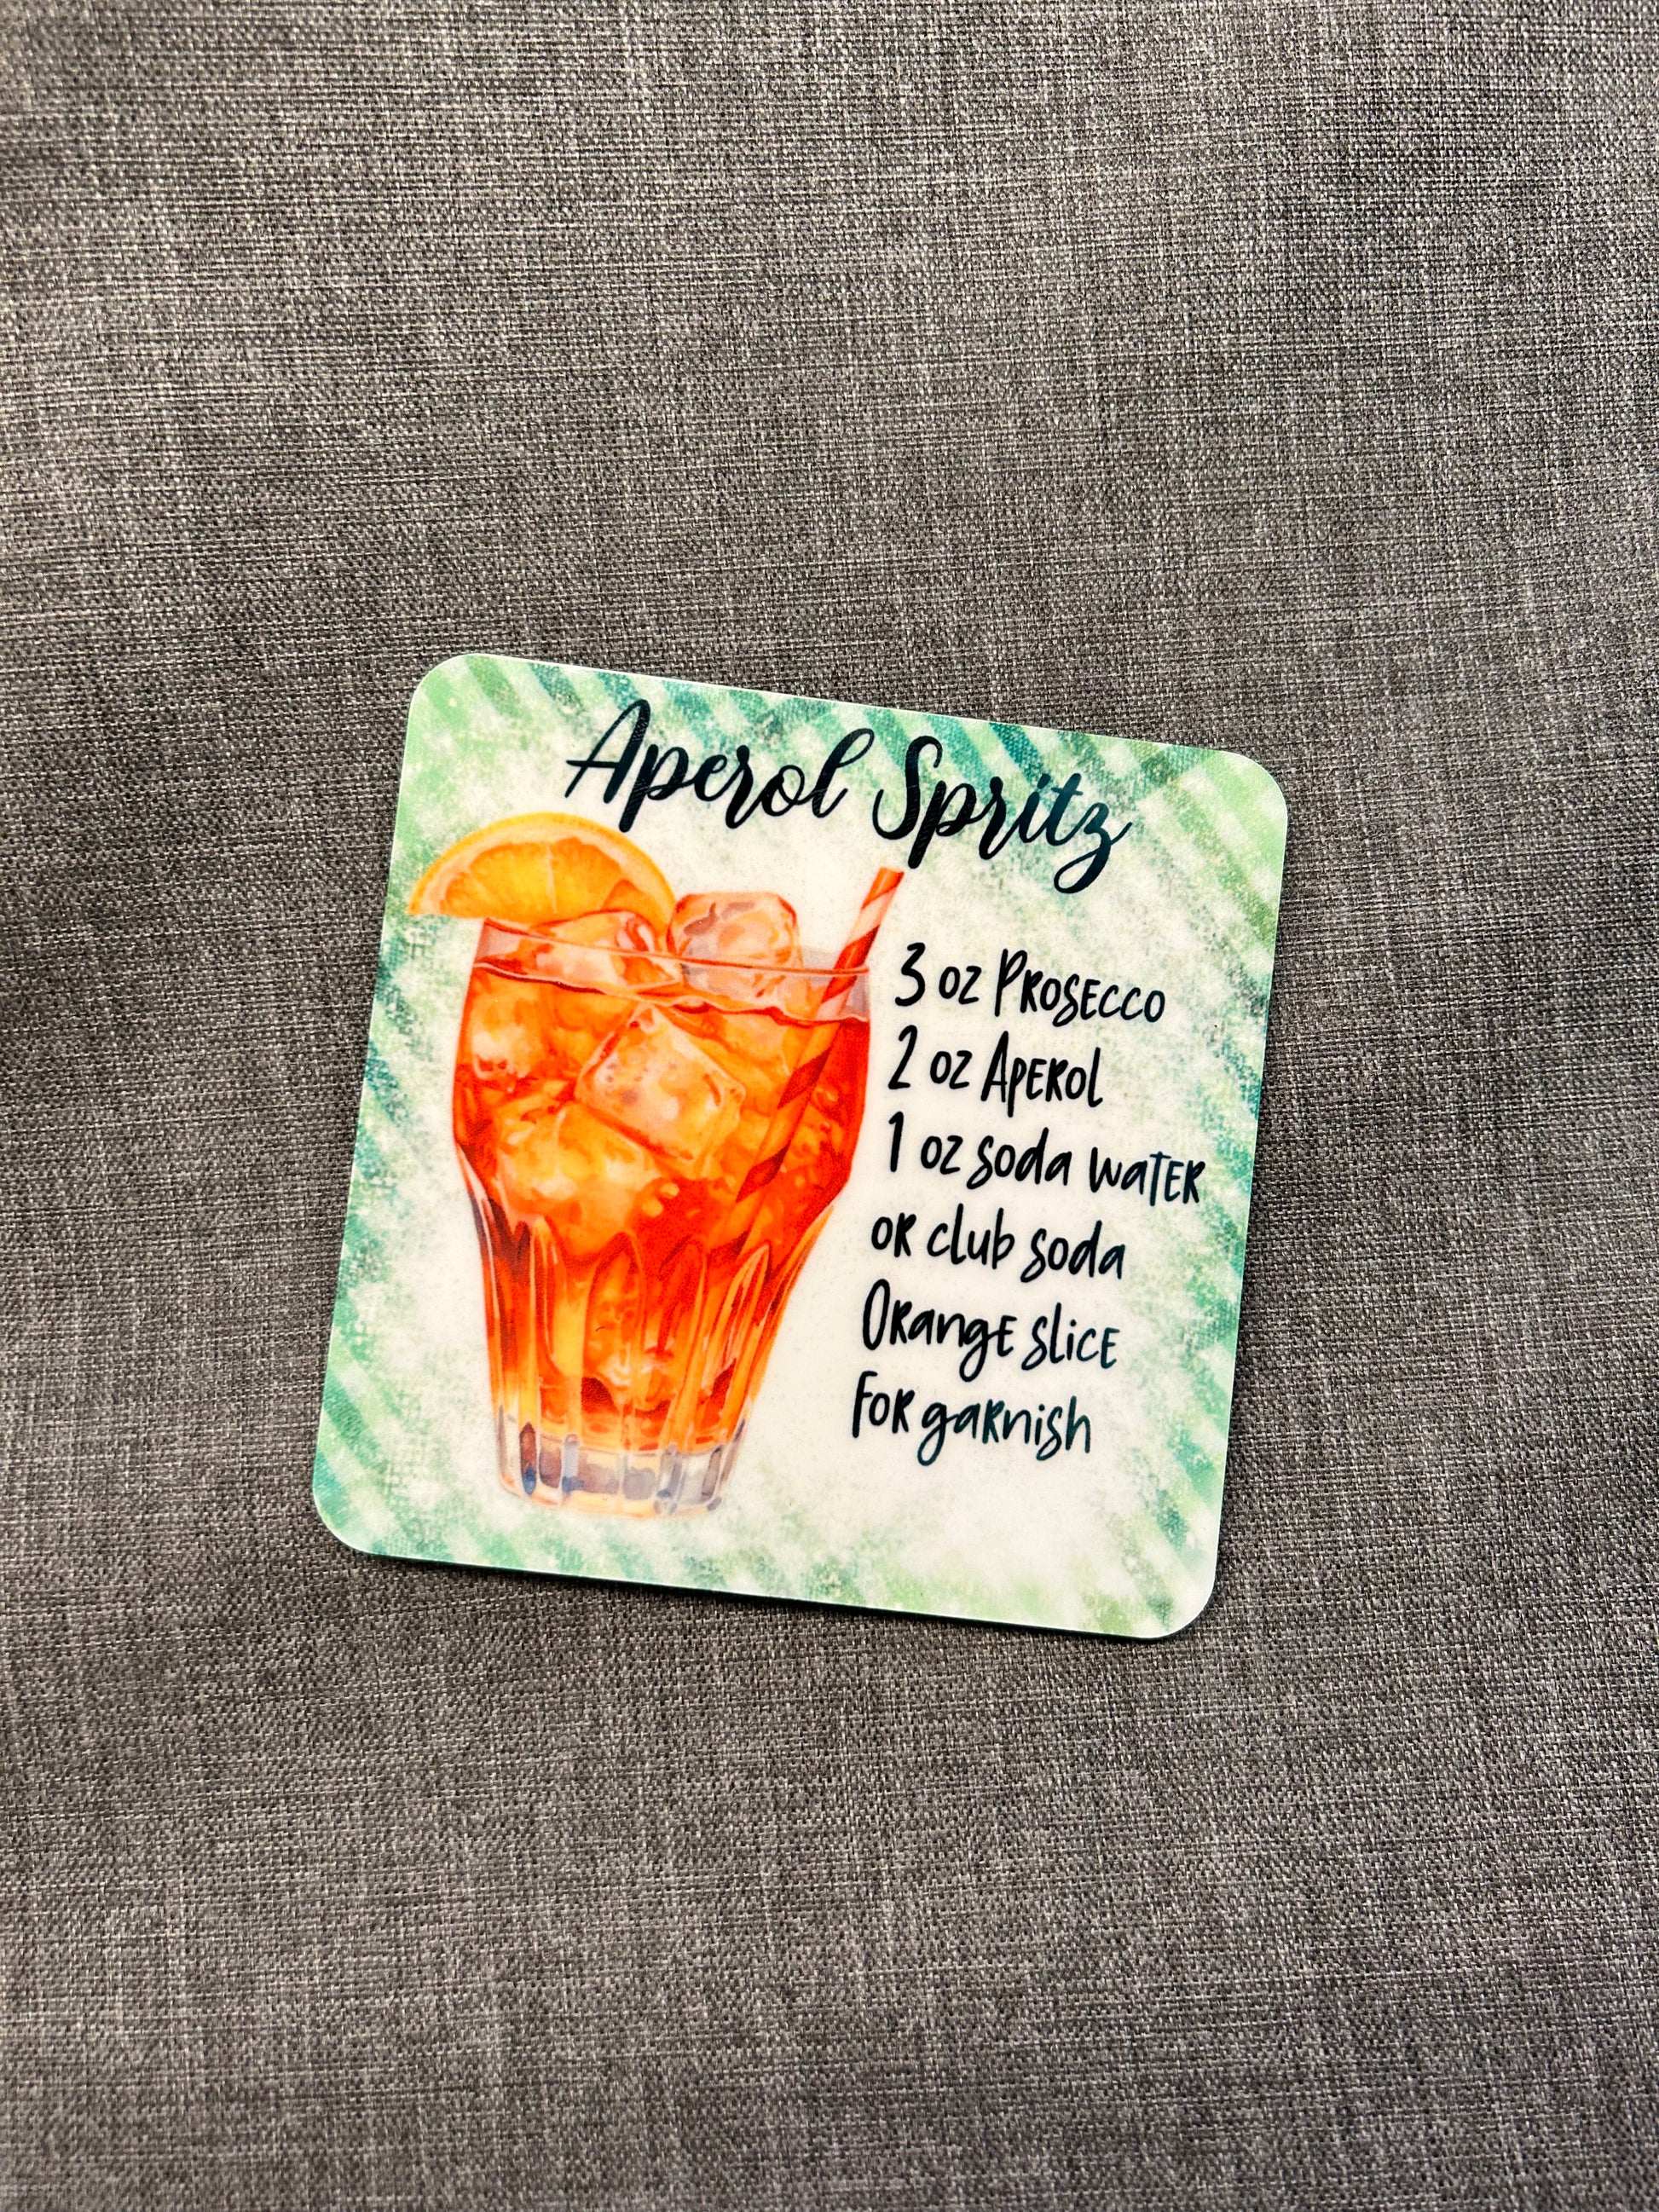 Aperol Spritz
3 oz Prosecco
2 oz Aperol
1 oz soda water
or club soda
Orange slice
for garnish